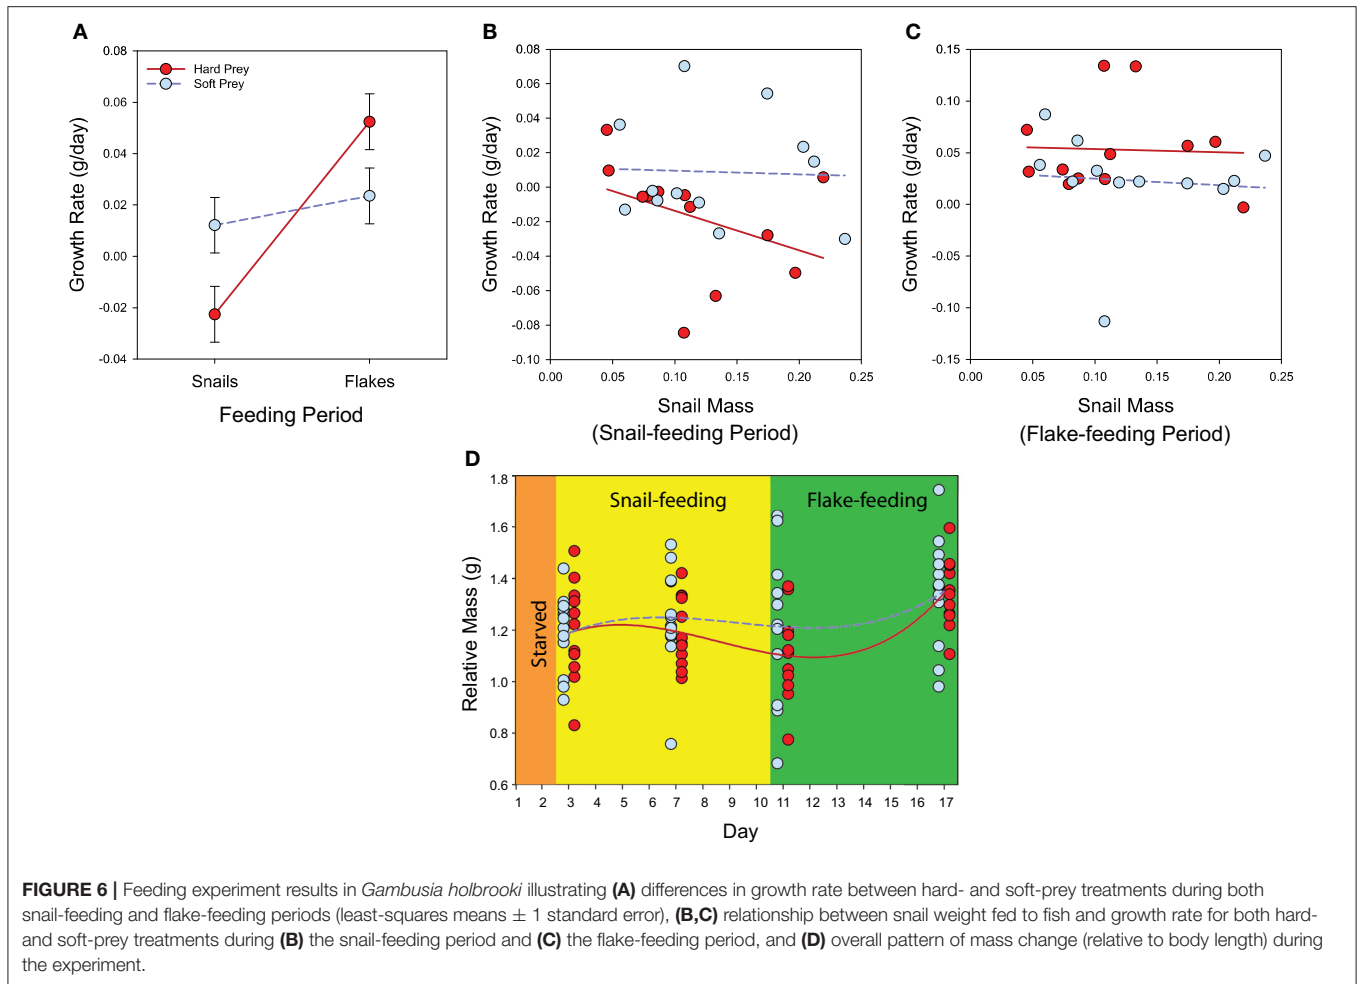 A
B
C
0.08
0.06
0.04
0.02
0.00
-0.02
-0.04
Growth Rate (g/day)
Hard Prey
Soft Prey
Snails
Flakes
Feeding Period
0.08
0.06
0.04
0.02
0.00
-0.02
-0.04
-0.06
-0.08
-0.10
Growth Rate (g/day)
0.00 0.05 0.10 0.15 0.20 0.25
Snail Mass
(Snail-feeding Period)
0.15
0.10
0.05
0.00
-0.05
-0.10
-0.15
Growth Rate (g/day)
0.00 0.05 0.10 0.15 0.20 0.25
Snail Mass
(Flake-feeding Period)
D
1.8
1.6
1.4
1.2
1.0
0.8
0.6
Relative Mass (g)
Starved
Snail-feeding
Flake-feeding
1 2 3 4 5 6 7 8 9 10 11 12 13 14 15 16 17
Day
FIGURE 6 | Feeding experiment results in Gambusia holbrooki illustrating (A) differences in growth rate between hard- and soft-prey treatments during both
snail-feeding and flake-feeding periods (least-squares means ± 1 standard error), (B,C) relationship between snail weight fed to fish and growth rate for both hard-
and soft-prey treatments during (B) the snail-feeding period and (C) the flake-feeding period, and (D) overall pattern of mass change (relative to body length) during
the experiment.